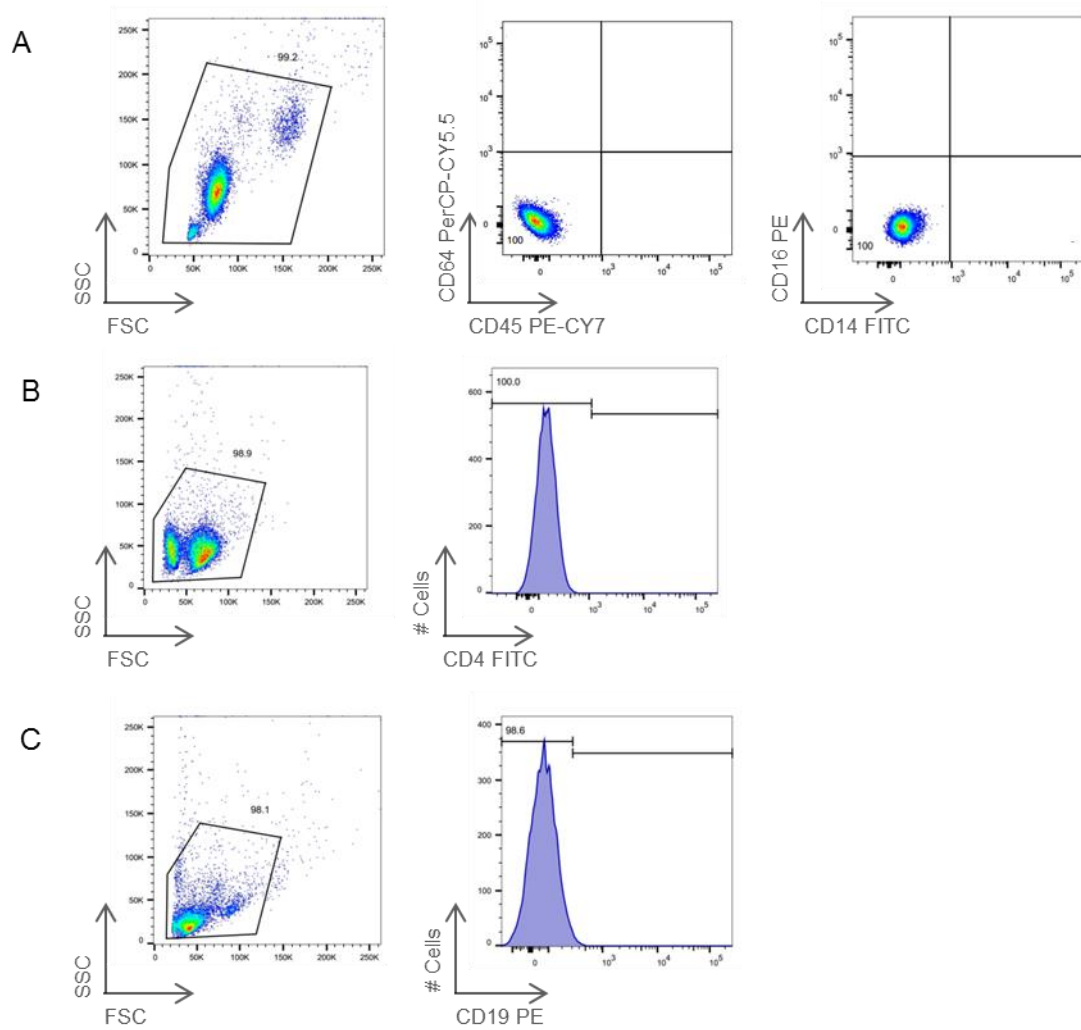 A
250K
200K
150K
100K
50K
0
99.2
0 50K 100K 150K 200K 250K
SSC
FSC
10^5
10^4
10^3
0
100
0 10^3 10^4 10^5
CD64 PerCP-CY5.5
CD45 PE-CY7
10^5
10^4
10^3
0
100
0 10^3 10^4 10^5
CD16 PE
CD14 FITC
B
250K
200K
150K
100K
50K
0
98.9
0 50K 100K 150K 200K 250K
SSC
FSC
600
400
200
0
100.0
0 10^3 10^4 10^5
# Cells
CD4 FITC
C
250K
200K
150K
100K
50K
0
98.1
0 50K 100K 150K 200K 250K
SSC
FSC
400
300
200
100
0
98.6
0 10^3 10^4 10^5
# Cells
CD19 PE